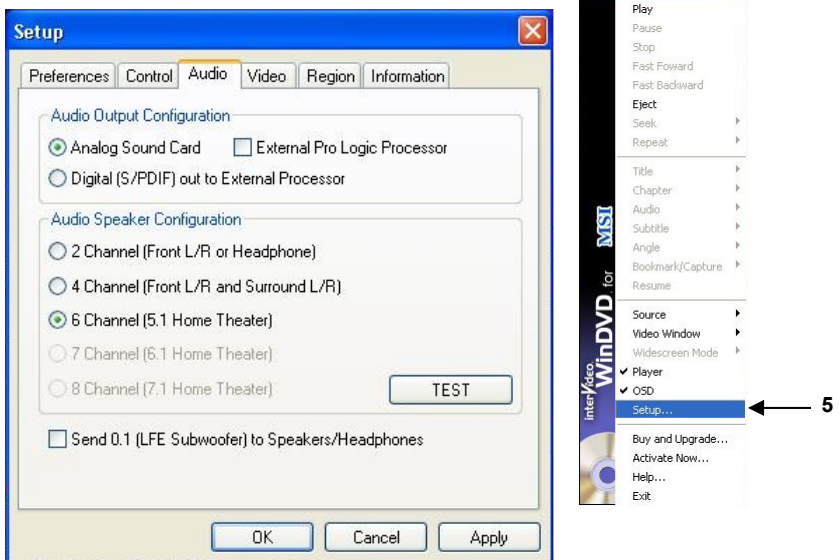 Setup
Preferences Control Audio Video Region Information
Audio Output Configuration
Analog Sound Card External Pro Logic Processor
Digital (S/PDIF) out to External Processor
Audio Speaker Configuration
2 Channel (Front L/R or Headphone)
4 Channel (Front L/R and Surround L/R)
6 Channel (5.1 Home Theater)
7 Channel (6.1 Home Theater)
8 Channel (7.1 Home Theater) TEST
Send 0.1 (LFE Subwoofer) to Speakers/Headphones
OK Cancel Apply
InterVideo WinDVD for MSI
Play
Pause
Stop
Fast Foward
Fast Backward
Eject
Seek
Repeat
Title
Chapter
Audio
Subtitle
Angle
Bookmark/Capture
Resume
Source
Video Window
Widescreen Mode
Player
OSD
Setup... 5
Buy and Upgrade...
Activate Now...
Help...
Exit